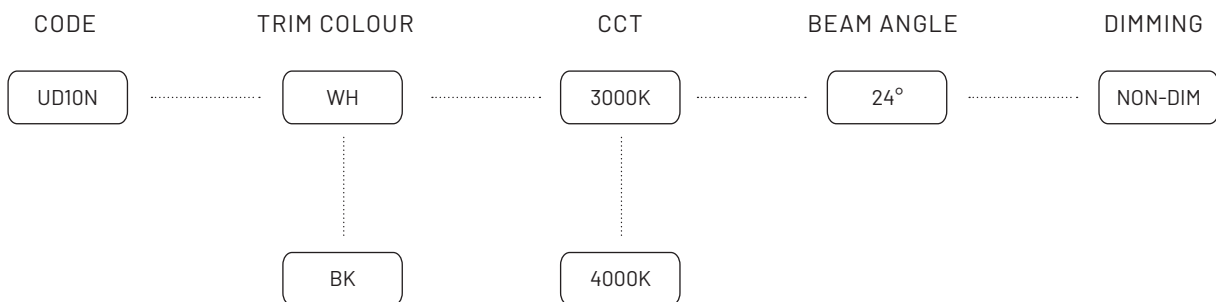 CODE TRIM COLOUR CCT BEAM ANGLE DIMMING
UD10N WH 3000K 24° NON-DIM
BK 4000K